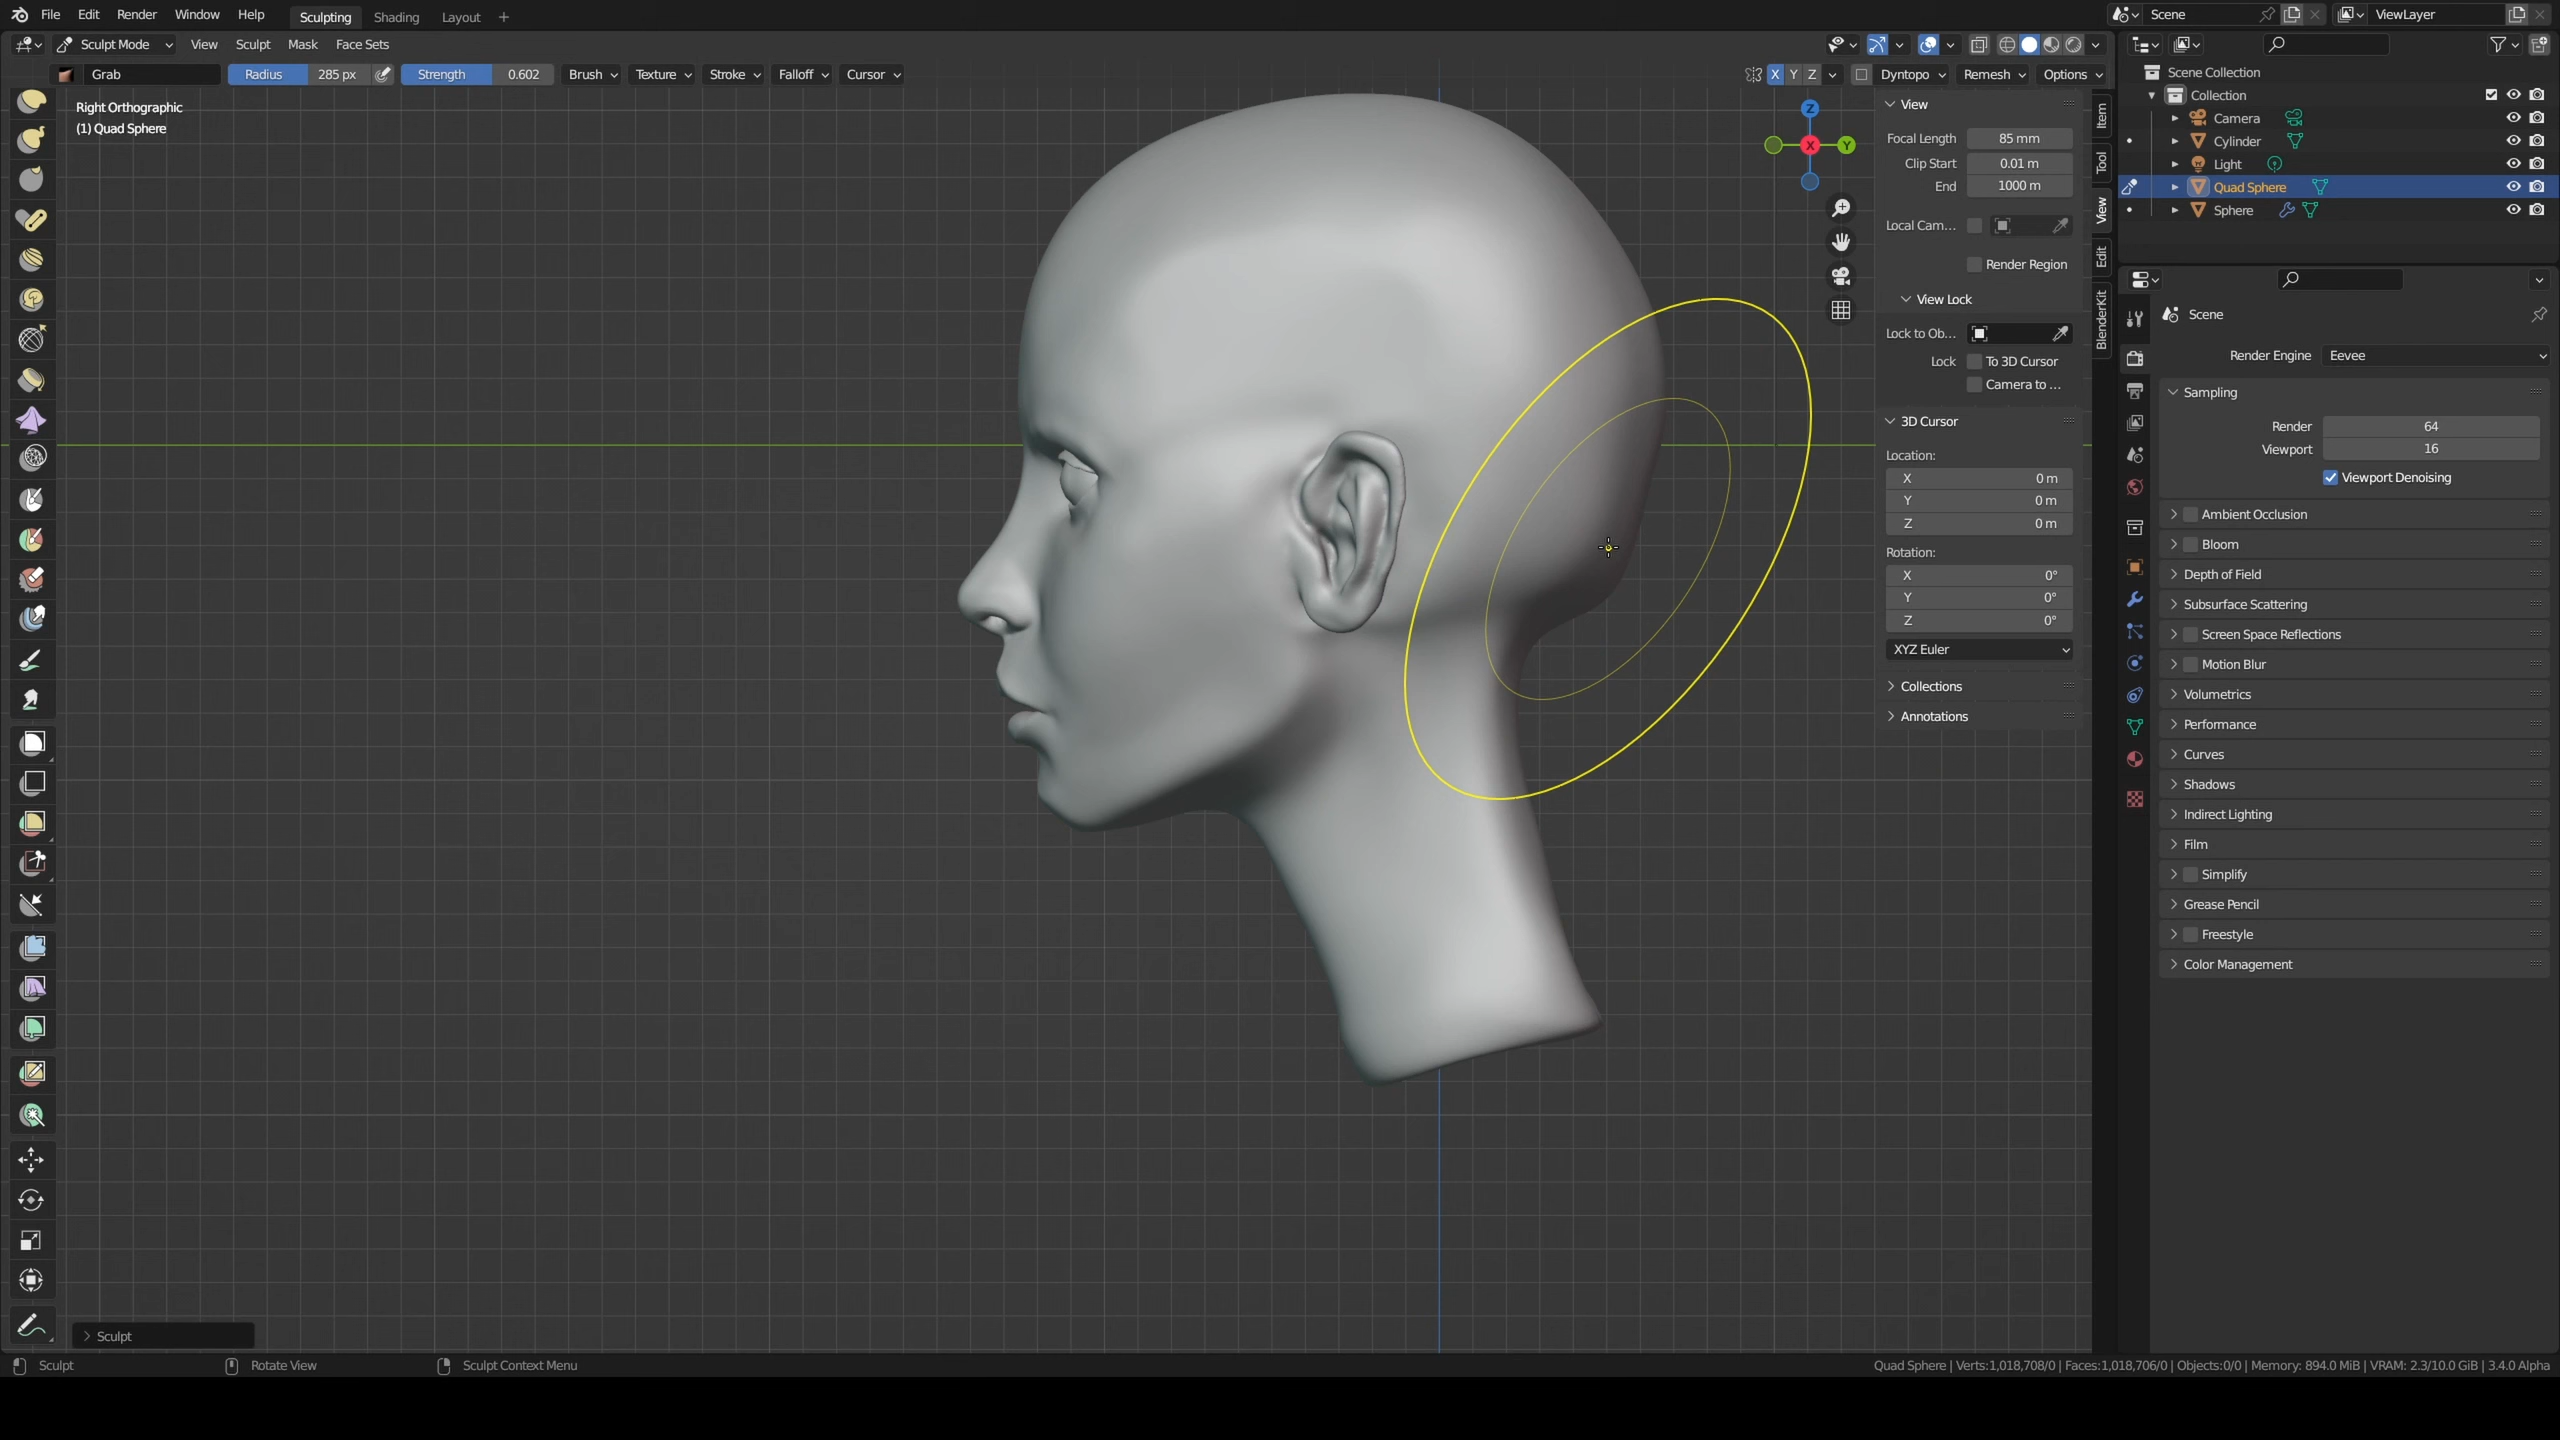 File Edit Render Window Help Sculpting Shading Layout + Scene ViewLayer
Sculpt Mode View Sculpt Mask Face Sets
Grab Radius 285 px Strength 0.602 Brush Texture Stroke Falloff Cursor X Y Z Dyntopo Remesh Options
Right Orthographic
(1) Quad Sphere
Z
X
Y
View
Focal Length 85 mm
Clip Start 0.01 m
End 1000 m
Local Cam...
Render Region
View Lock
Lock to Ob...
Lock To 3D Cursor
Camera to ...
3D Cursor
Location:
X 0 m
Y 0 m
Z 0 m
Rotation:
X 0°
Y 0°
Z 0°
XYZ Euler
Collections
Annotations
Item
Tool
View
Edit
BlenderKit
Scene Collection
Collection
Camera
Cylinder
Light
Quad Sphere
Sphere
Scene
Render Engine Eevee
Sampling
Render 64
Viewport 16
Viewport Denoising
Ambient Occlusion
Bloom
Depth of Field
Subsurface Scattering
Screen Space Reflections
Motion Blur
Volumetrics
Performance
Curves
Shadows
Indirect Lighting
Film
Simplify
Grease Pencil
Freestyle
Color Management
Sculpt
Sculpt Rotate View Sculpt Context Menu Quad Sphere | Verts:1,018,708/0 | Faces:1,018,706/0 | Objects:0/0 | Memory: 894.0 MiB | VRAM: 2.3/10.0 GiB | 3.4.0 Alpha